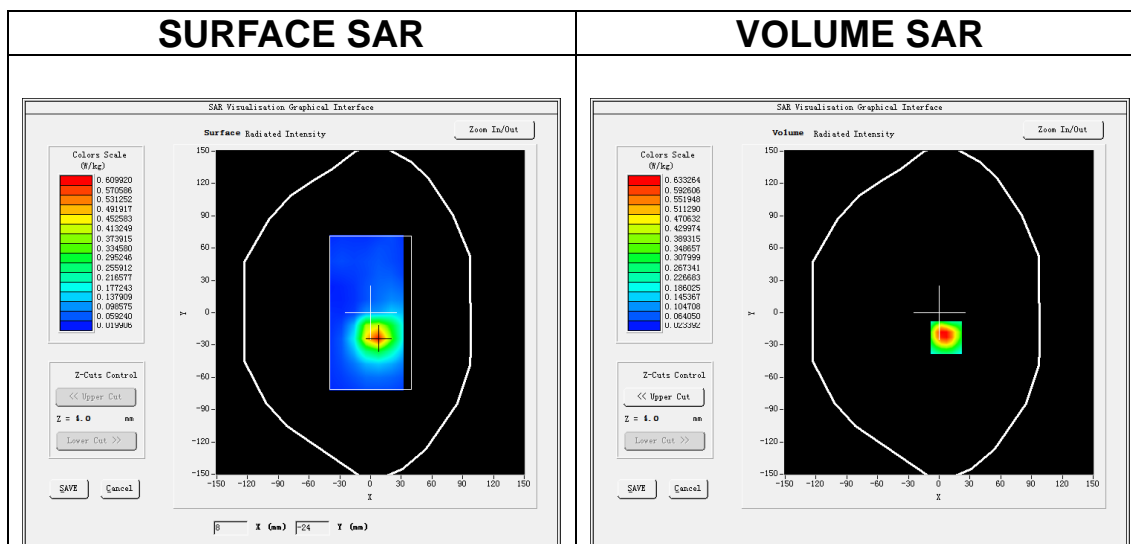 SURFACE SAR
VOLUME SAR
SAR Visualisation Graphical Interface
Surface Radiated Intensity
Zoom In/Out
Colors Scale
(W/kg)
0.609920
0.570586
0.531252
0.491917
0.452583
0.413249
0.373915
0.334580
0.295246
0.255912
0.216577
0.177243
0.137909
0.098575
0.059240
0.019906
150
120
90
60
30
0
-30
-60
-90
-120
-150
Y
-150 -120 -90 -60 -30 0 30 60 90 120 150
X
Z-Cuts Control
<< Upper Cut
Z = 4.0 mm
Lower Cut >>
SAVE Cancel
8 X (mm) -24 Y (mm)
SAR Visualisation Graphical Interface
Volume Radiated Intensity
Zoom In/Out
Colors Scale
(W/kg)
0.633264
0.592606
0.551948
0.511290
0.470632
0.429974
0.389315
0.348657
0.307999
0.267341
0.226683
0.186025
0.145367
0.104708
0.064050
0.023392
150
120
90
60
30
0
-30
-60
-90
-120
-150
Y
-150 -120 -90 -60 -30 0 30 60 90 120 150
X
Z-Cuts Control
<< Upper Cut
Z = 4.0 mm
Lower Cut >>
SAVE Cancel